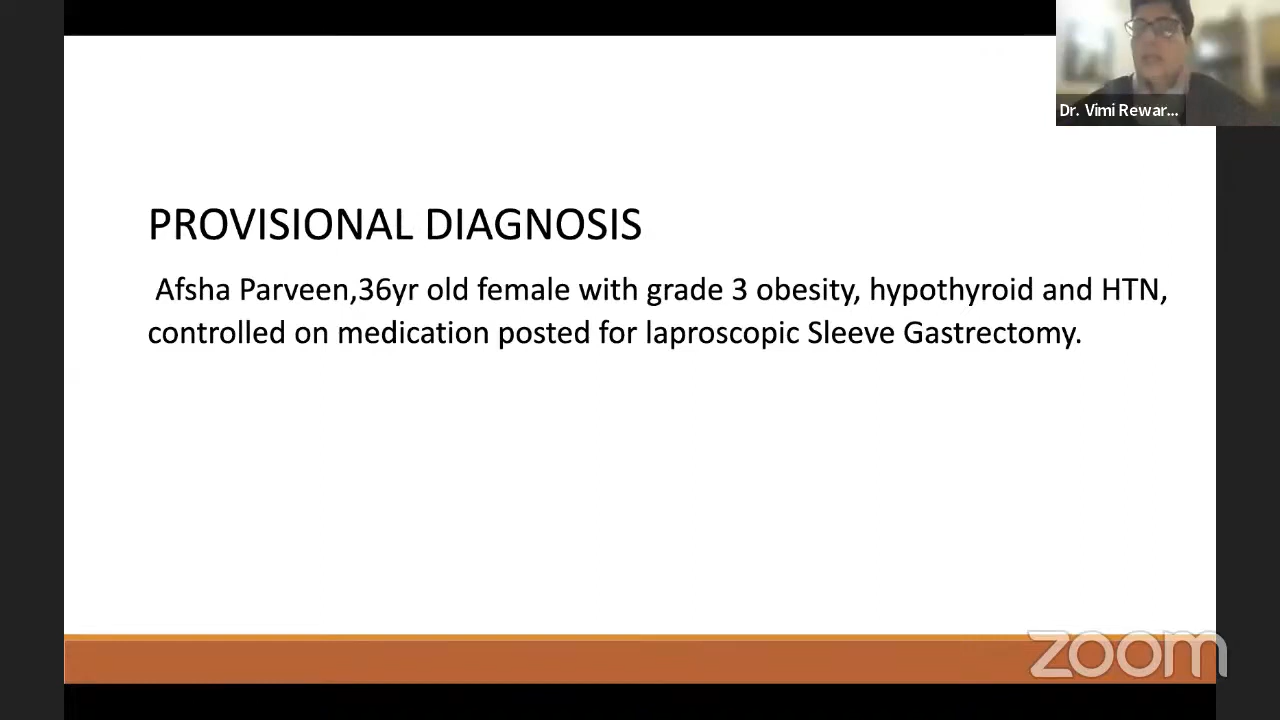 Dr. Vimi Rewar...
PROVISIONAL DIAGNOSIS
Afsha Parveen,36yr old female with grade 3 obesity, hypothyroid and HTN,
controlled on medication posted for laproscopic Sleeve Gastrectomy.
zoom